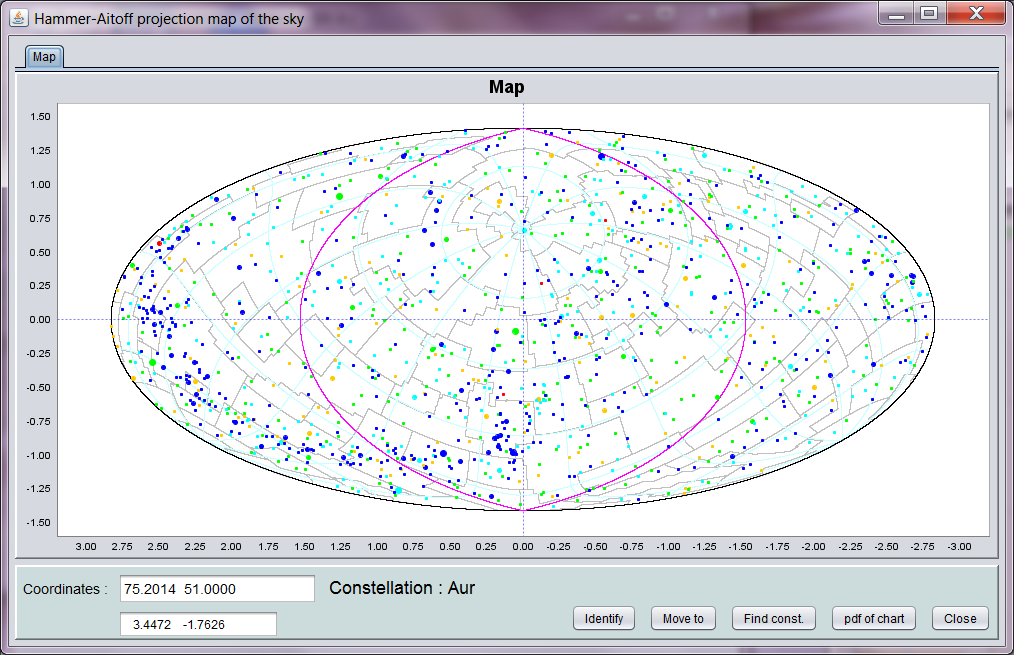 Hammer-Aitoff projection map of the sky
Map
Map
1.50
1.25
1.00
0.75
0.50
0.25
0.00
-0.25
-0.50
-0.75
-1.00
-1.25
-1.50
3.00 2.75 2.50 2.25 2.00 1.75 1.50 1.25 1.00 0.75 0.50 0.25 0.00 -0.25 -0.50 -0.75 -1.00 -1.25 -1.50 -1.75 -2.00 -2.25 -2.50 -2.75 -3.00
Coordinates : 75.2014 51.0000 Constellation : Aur
3.4472 -1.7626
Identify Move to Find const. pdf of chart Close